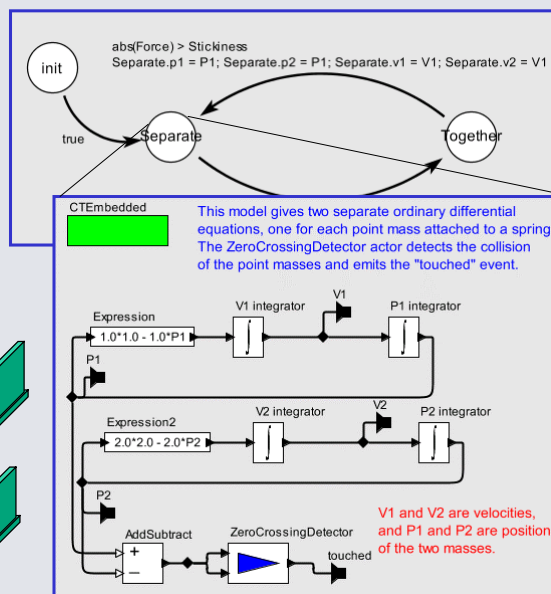 abs(Force) > Stickiness
Separate.p1 = P1; Separate.p2 = P1; Separate.v1 = V1; Separate.v2 = V1
init
true
Separate
Together
CTEmbedded
This model gives two separate ordinary differential
equations, one for each point mass attached to a spring
The ZeroCrossingDetector actor detects the collision
of the point masses and emits the "touched" event.
V1 integrator
V1
P1 integrator
Expression
1.0*1.0 - 1.0*P1
∫
∫
P1
V2 integrator
V2
P2 integrator
Expression2
2.0*2.0 - 2.0*P2
∫
∫
P2
V1 and V2 are velocities,
and P1 and P2 are position
of the two masses.
AddSubtract
+
−
ZeroCrossingDetector
touched